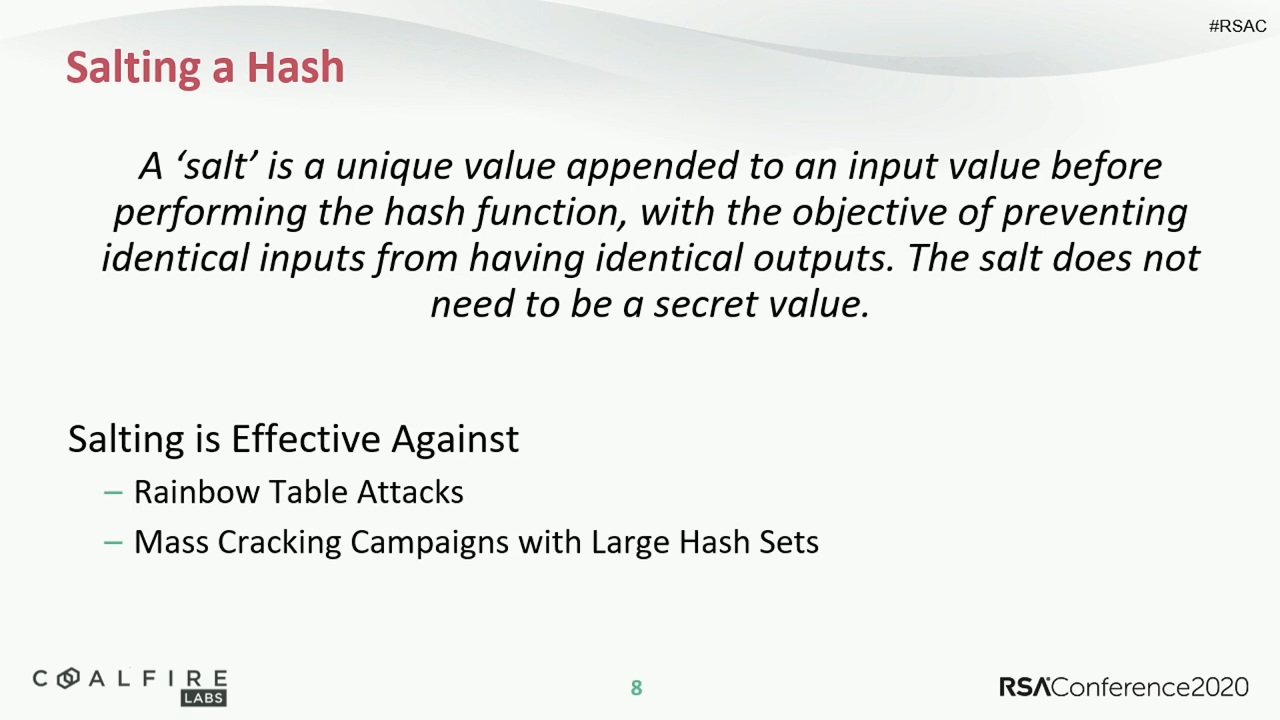 #RSAC
Salting a Hash
A ‘salt’ is a unique value appended to an input value before
performing the hash function, with the objective of preventing
identical inputs from having identical outputs. The salt does not
need to be a secret value.
Salting is Effective Against
– Rainbow Table Attacks
– Mass Cracking Campaigns with Large Hash Sets
COALFIRE
LABS
8
RSAConference2020